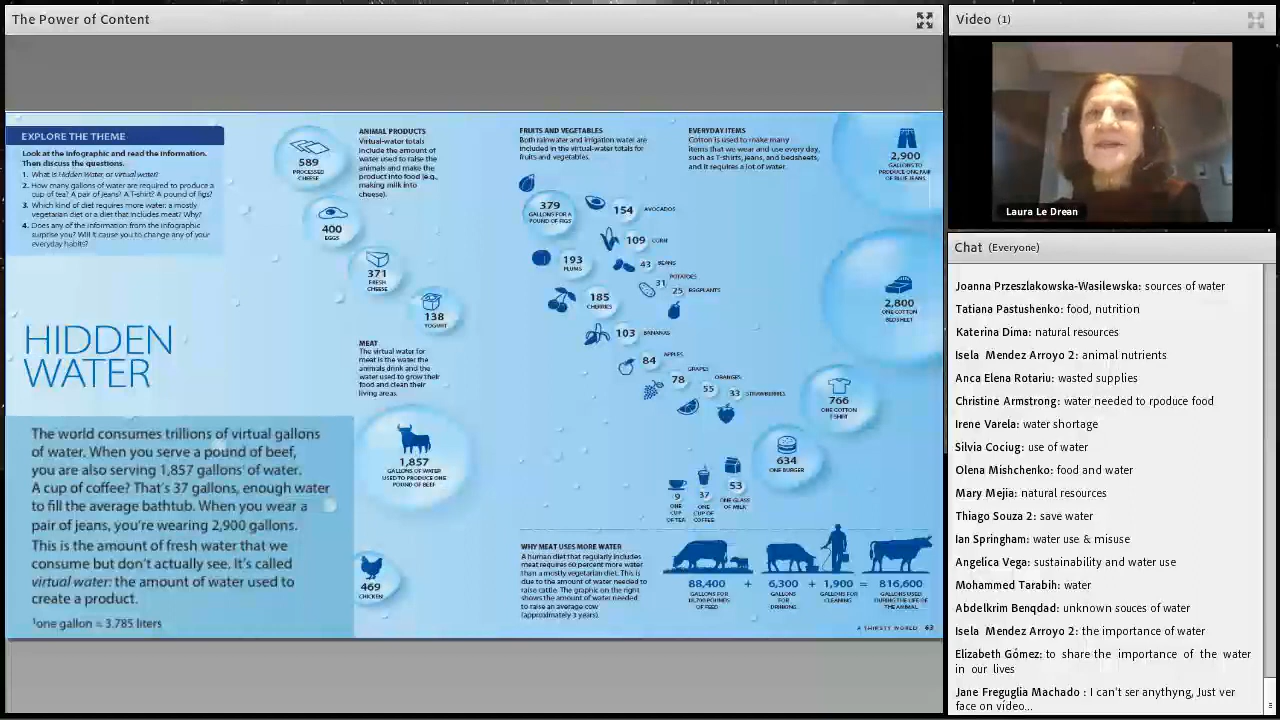 The Power of Content
EXPLORE THE THEME
Look at the infographic and read the information.
Then discuss the questions.
1. What is Hidden Water, or virtual water?
2. How many gallons of water are required to produce a
cup of tea? A pair of jeans? A T-shirt? A pound of figs?
3. Which kind of diet requires more water: a mostly
vegetarian diet or a diet that includes meat? Why?
4. Does any of the information from the infographic
surprise you? Will it cause you to change any of your
everyday habits?
HIDDEN
WATER
The world consumes trillions of virtual gallons
of water. When you serve a pound of beef,
you are also serving 1,857 gallons¹ of water.
A cup of coffee? That's 37 gallons, enough water
to fill the average bathtub. When you wear a
pair of jeans, you're wearing 2,900 gallons.
This is the amount of fresh water that we
consume but don't actually see. It's called
virtual water: the amount of water used to
create a product.
¹one gallon = 3.785 liters
589
PROCESSED
CHEESE
400
EGGS
371
FRESH
CHEESE
138
YOGURT
ANIMAL PRODUCTS
Virtual-water totals
include the amount of
water used to raise the
animals and make the
product into food (e.g.,
making milk into
cheese).
MEAT
The virtual water for
meat is the water the
animals drink and the
water used to grow their
food and clean their
living areas.
1,857
GALLONS OF WATER
USED TO PRODUCE ONE
POUND OF BEEF
469
CHICKEN
FRUITS AND VEGETABLES
Both rainwater and irrigation water are
included in the virtual-water totals for
fruits and vegetables.
379
GALLONS FOR A
POUND OF FIGS
154 AVOCADOS
109 CORN
193
PLUMS
43 BEANS
POTATOES
31
25 EGGPLANTS
185
CHERRIES
103 BANANAS
APPLES
84
GRAPES
78
ORANGES
55
33 STRAWBERRIES
EVERYDAY ITEMS
Cotton is used to make many
items that we wear and use every day,
such as T-shirts, jeans, and bedsheets,
and it requires a lot of water.
2,900
GALLONS TO
PRODUCE ONE PAIR
OF BLUE JEANS
2,800
ONE COTTON
BEDSHEET
766
ONE COTTON
T-SHIRT
634
ONE BURGER
9
ONE
CUP
OF TEA
37
ONE
CUP OF
COFFEE
53
ONE GLASS
OF MILK
WHY MEAT USES MORE WATER
A human diet that regularly includes
meat requires 60 percent more water
than a mostly vegetarian diet. This is
due to the amount of water needed to
raise cattle. The graphic on the right
shows the amount of water needed
to raise an average cow
(approximately 3 years).
88,400 + 6,300 + 1,900 = 816,600
GALLONS FOR
POUNDS
OF FEED
GALLONS
FOR
DRINKING
GALLONS FOR
CLEANING
GALLONS USED
DURING THE LIFE OF
THE ANIMAL
A THIRSTY WORLD 63
Video (1)
Laura Le Drean
Chat (Everyone)
Joanna Przeszlakowska-Wasilewska: sources of water
Tatiana Pastushenko: food, nutrition
Katerina Dima: natural resources
Isela Mendez Arroyo 2: animal nutrients
Anca Elena Rotariu: wasted supplies
Christine Armstrong: water needed to rpoduce food
Irene Varela: water shortage
Silvia Cociug: use of water
Olena Mishchenko: food and water
Mary Mejia: natural resources
Thiago Souza 2: save water
Ian Springham: water use & misuse
Angelica Vega: sustainability and water use
Mohammed Tarabih: water
Abdelkrim Benqdad: unknown souces of water
Isela Mendez Arroyo 2: the importance of water
Elizabeth Gómez: to share the importance of the water
in our lives
Jane Freguglia Machado : I can't ser anythyng, Just ver
face on vídeo...